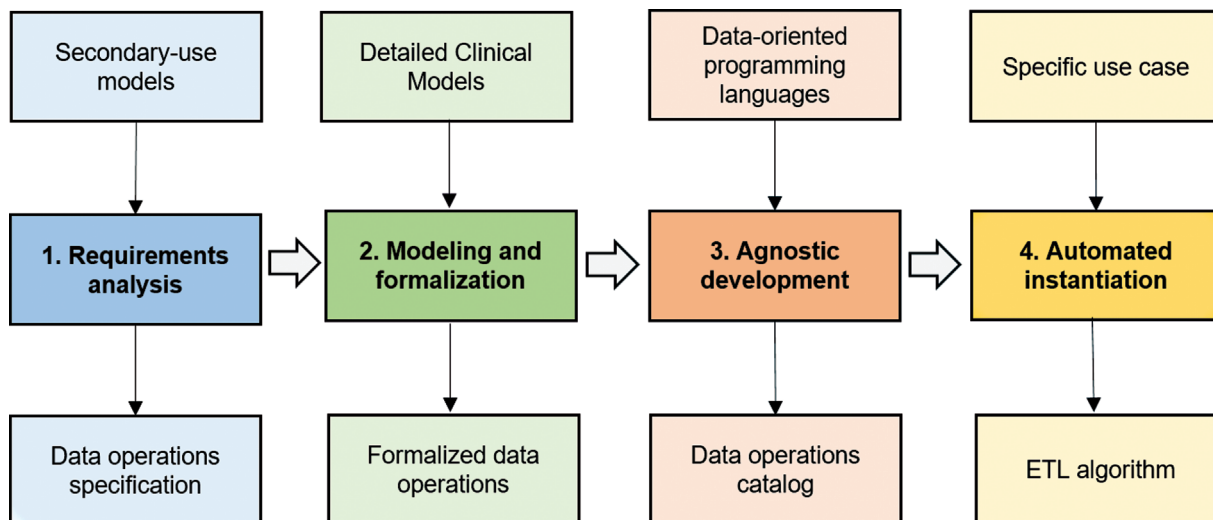 Secondary-use
models
Detailed Clinical
Models
Data-oriented
programming
languages
Specific use case
1. Requirements
analysis
2. Modeling and
formalization
3. Agnostic
development
4. Automated
instantiation
Data operations
specification
Formalized data
operations
Data operations
catalog
ETL algorithm